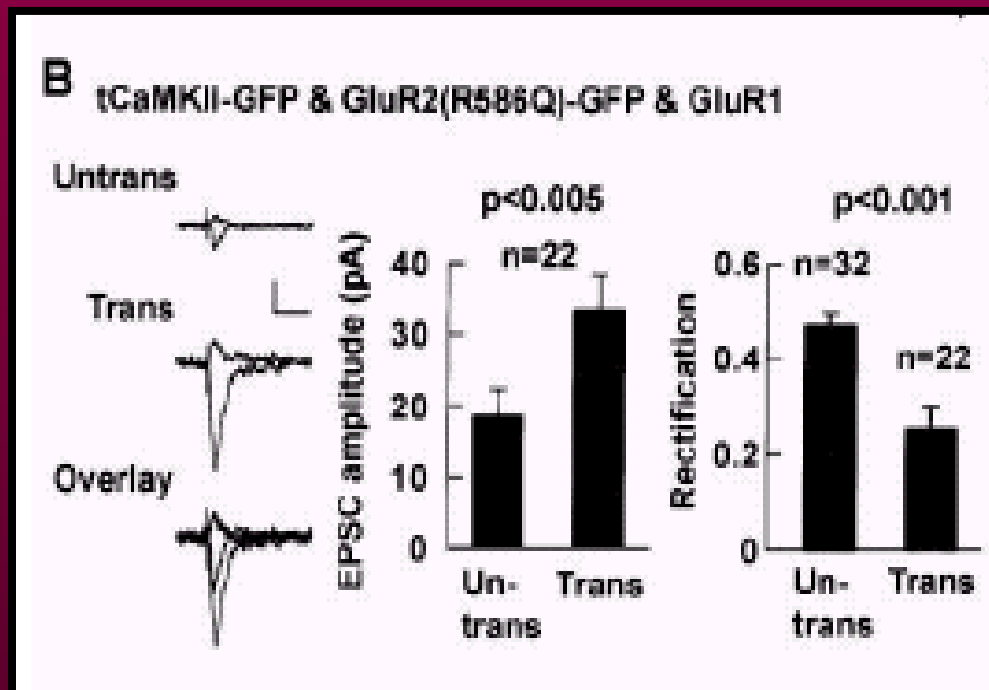 B
tCaMKII-GFP & GluR2(R586Q)-GFP & GluR1
Untrans
Trans
Overlay
EPSC amplitude (pA)
p<0.005
n=22
40
30
20
10
0
Un-
trans
Trans
Rectification
p<0.001
0.6
n=32
0.4
n=22
0.2
0
Un-
trans
Trans